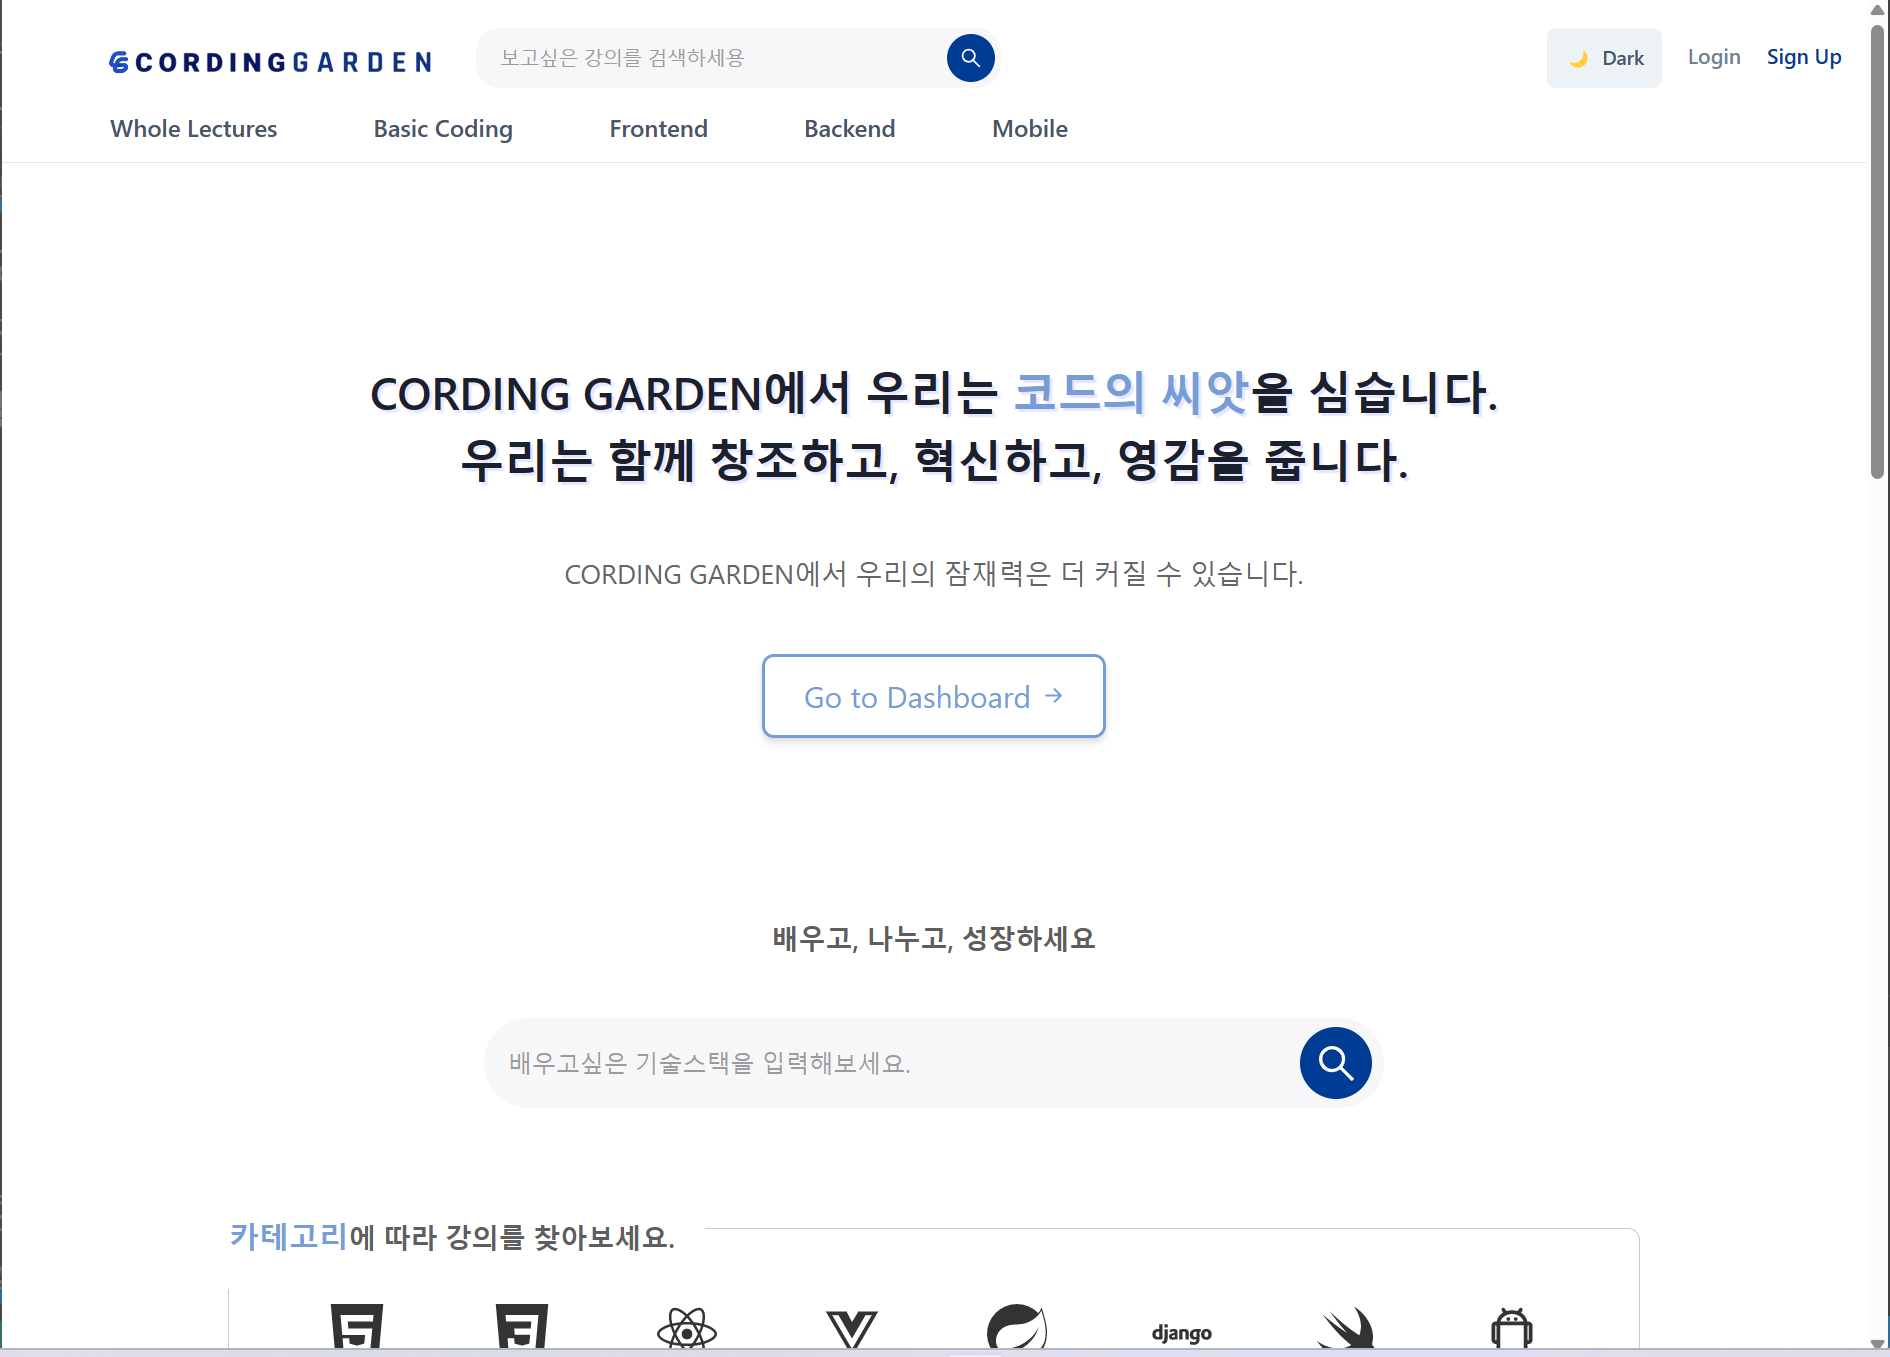 CORDINGGARDEN
보고싶은 강의를 검색하세용
Dark
Login
Sign Up
Whole Lectures
Basic Coding
Frontend
Backend
Mobile
CORDING GARDEN에서 우리는 코드의 씨앗을 심습니다.
우리는 함께 창조하고, 혁신하고, 영감을 줍니다.
CORDING GARDEN에서 우리의 잠재력은 더 커질 수 있습니다.
Go to Dashboard →
배우고, 나누고, 성장하세요
배우고싶은 기술스택을 입력해보세요.
카테고리에 따라 강의를 찾아보세요.
django